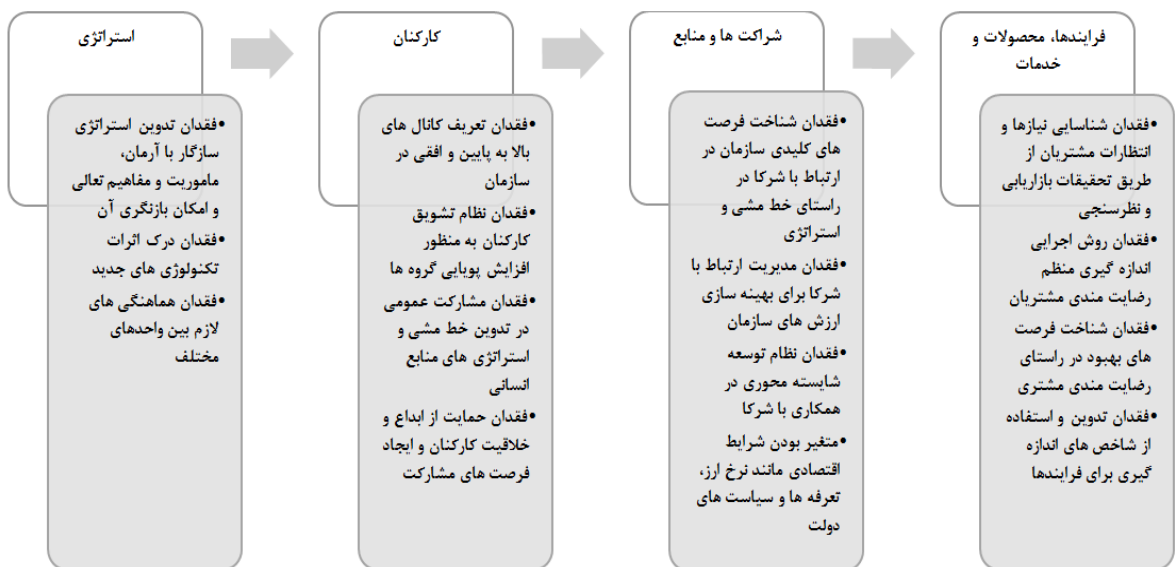 استراتژی
•فقدان تدوین استراتژی
سازگار با آرمان،
ماموریت و مفاهیم تعالی
و امکان بازنگری آن
•فقدان درک اثرات
تکنولوژی های جدید
•فقدان هماهنگی های
لازم بین واحدهای
مختلف
کارکنان
•فقدان تعریف کانال های
بالا به پایین و افقی در
سازمان
•فقدان نظام تشویق
کارکنان به منظور
افزایش پویایی گروه ها
•فقدان مشارکت عمومی
در تدوین خط مشی و
استراتژی های منابع
انسانی
•فقدان حمایت از ابداع و
خلاقیت کارکنان و ایجاد
فرصت های مشارکت
شراکت ها و منابع
•فقدان شناخت فرصت
های کلیدی سازمان در
ارتباط با شرکا در
راستای خط مشی و
استراتژی
•فقدان مدیریت ارتباط با
شرکا برای بهینه سازی
ارزش های سازمان
•فقدان نظام توسعه
شایسته محوری در
همکاری با شرکا
•متغیر بودن شرایط
اقتصادی مانند نرخ ارز،
تعرفه ها و سیاست های
دولت
فرایندها، محصولات و
خدمات
•فقدان شناسایی نیازها و
انتظارات مشتریان از
طریق تحقیقات بازاریابی
و نظرسنجی
•فقدان روش اجرایی
اندازه گیری منظم
رضایت مندی مشتریان
•فقدان شناخت فرصت
های بهبود در راستای
رضایت مندی مشتری
•فقدان تدوین و استفاده
از شاخص های اندازه
گیری برای فرایندها